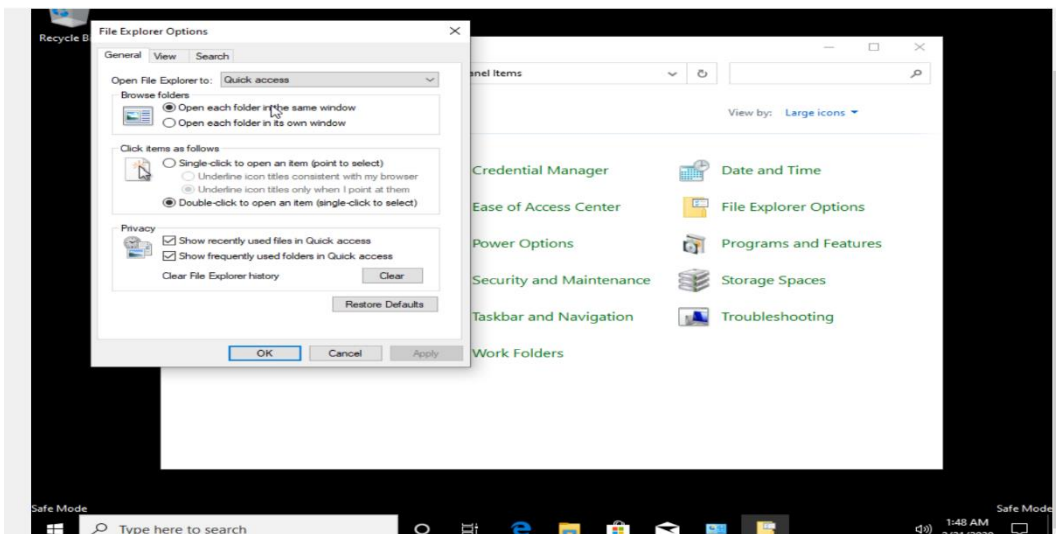 Recycle B
File Explorer Options
General View Search
Open File Explorer to: Quick access
Browse folders
Open each folder in the same window
Open each folder in its own window
Click items as follows
Single-click to open an item (point to select)
Underline icon titles consistent with my browser
Underline icon titles only when I point at them
Double-click to open an item (single-click to select)
Privacy
Show recently used files in Quick access
Show frequently used folders in Quick access
Clear File Explorer history Clear
Restore Defaults
OK Cancel Apply
anel Items
View by: Large icons
Credential Manager Date and Time
Ease of Access Center File Explorer Options
Power Options Programs and Features
Security and Maintenance Storage Spaces
Taskbar and Navigation Troubleshooting
Work Folders
Safe Mode Safe Mode
Type here to search
1:48 AM